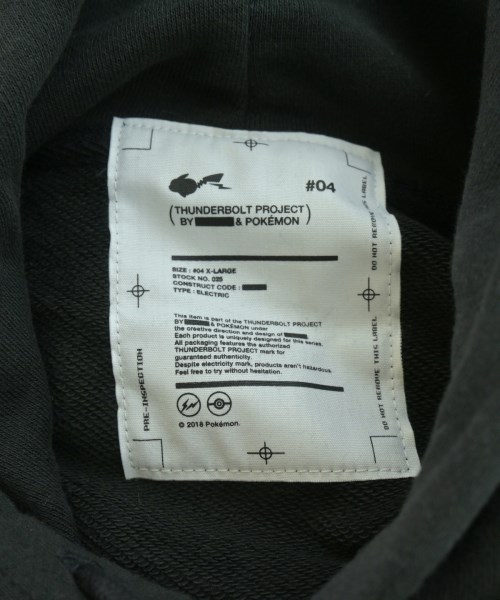 #04
(THUNDERBOLT PROJECT)
BY & POKÉMON
SIZE : #04 X-LARGE
STOCK NO. 025
CONSTRUCT CODE :
TYPE : ELECTRIC
This item is part of the THUNDERBOLT PROJECT
BY & POKÉMON under
the creative direction and design of
Each product is uniquely designed for this series.
All packaging features the authorized
THUNDERBOLT PROJECT mark for
guaranteed authenticity.
Despite electricity mark, products aren't hazardous.
Feel free to try without hesitation.
© 2018 Pokémon.
PRE-INSPECTION
DO NOT REMOVE THIS LABEL
DO NOT REMOVE THIS LABEL